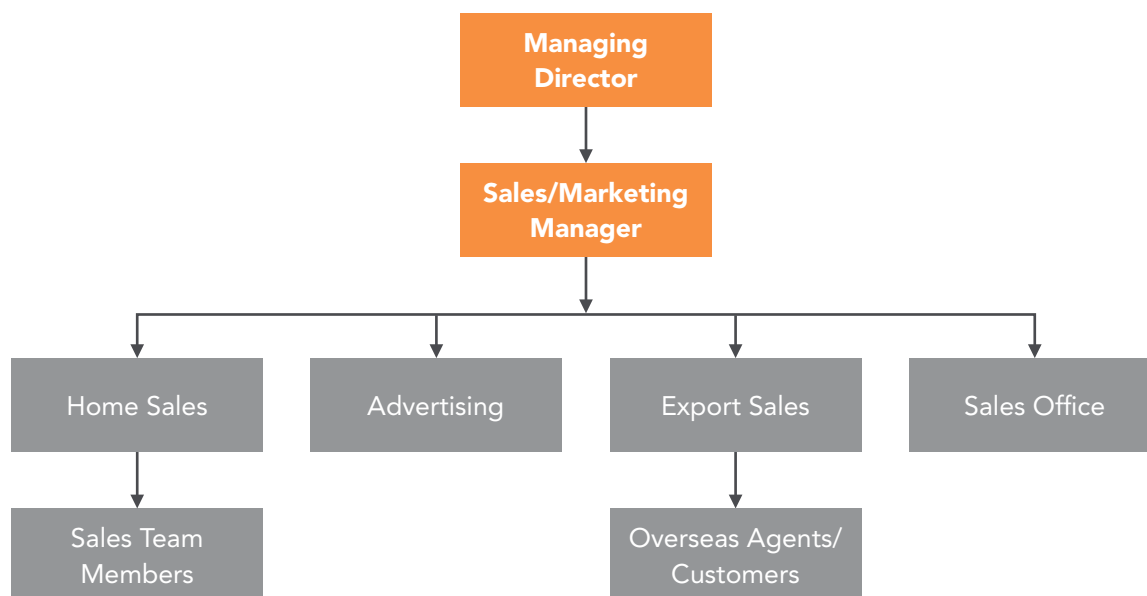 Managing
Director
Sales/Marketing
Manager
Home Sales
Advertising
Export Sales
Sales Office
Sales Team
Members
Overseas Agents/
Customers